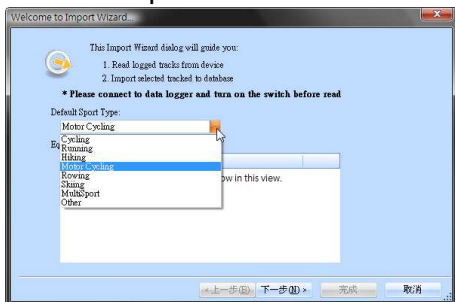 Welcome to Import Wizard...
This Import Wizard dialog will guide you:
1. Read logged tracks from device
2. Import selected tracked to database
* Please connect to data logger and turn on the switch before read
Default Sport Type:
Motor Cycling
Cycling
Eq
Running
Hiking
Motor Cycling
Rowing
ow in this view.
Skiing
MultiSport
Other
<上一步(B)
下一步(N)>
完成
取消